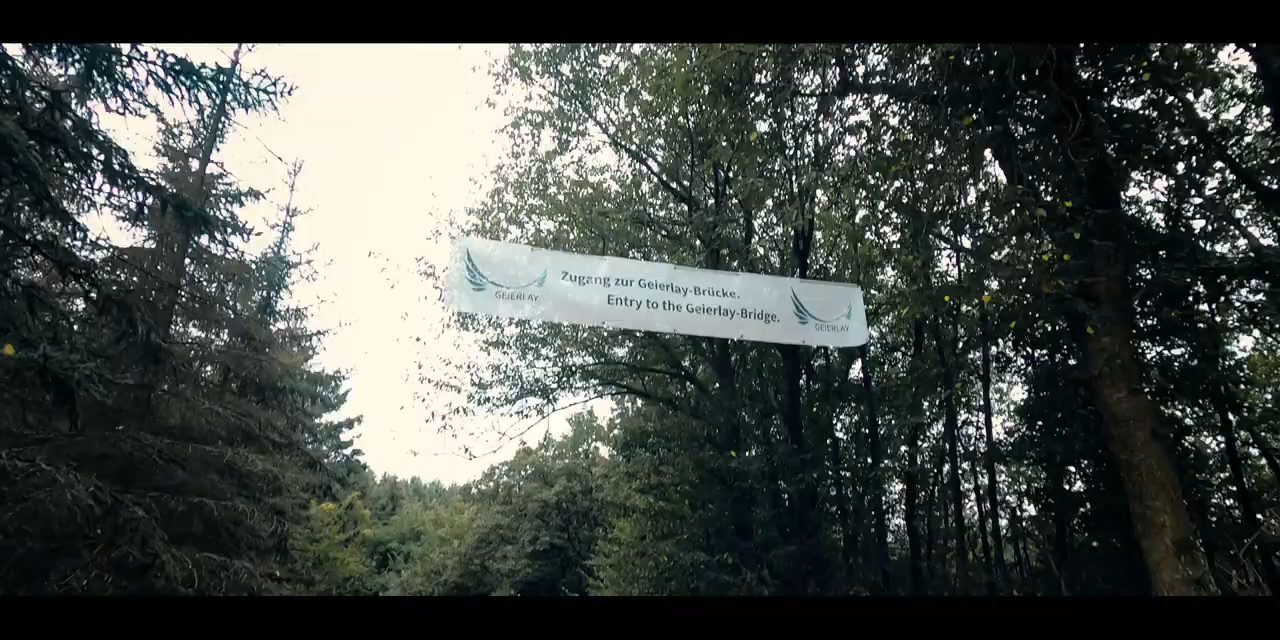 GEIERLAY
Zugang zur Geierlay-Brücke.
Entry to the Geierlay-Bridge.
GEIERLAY